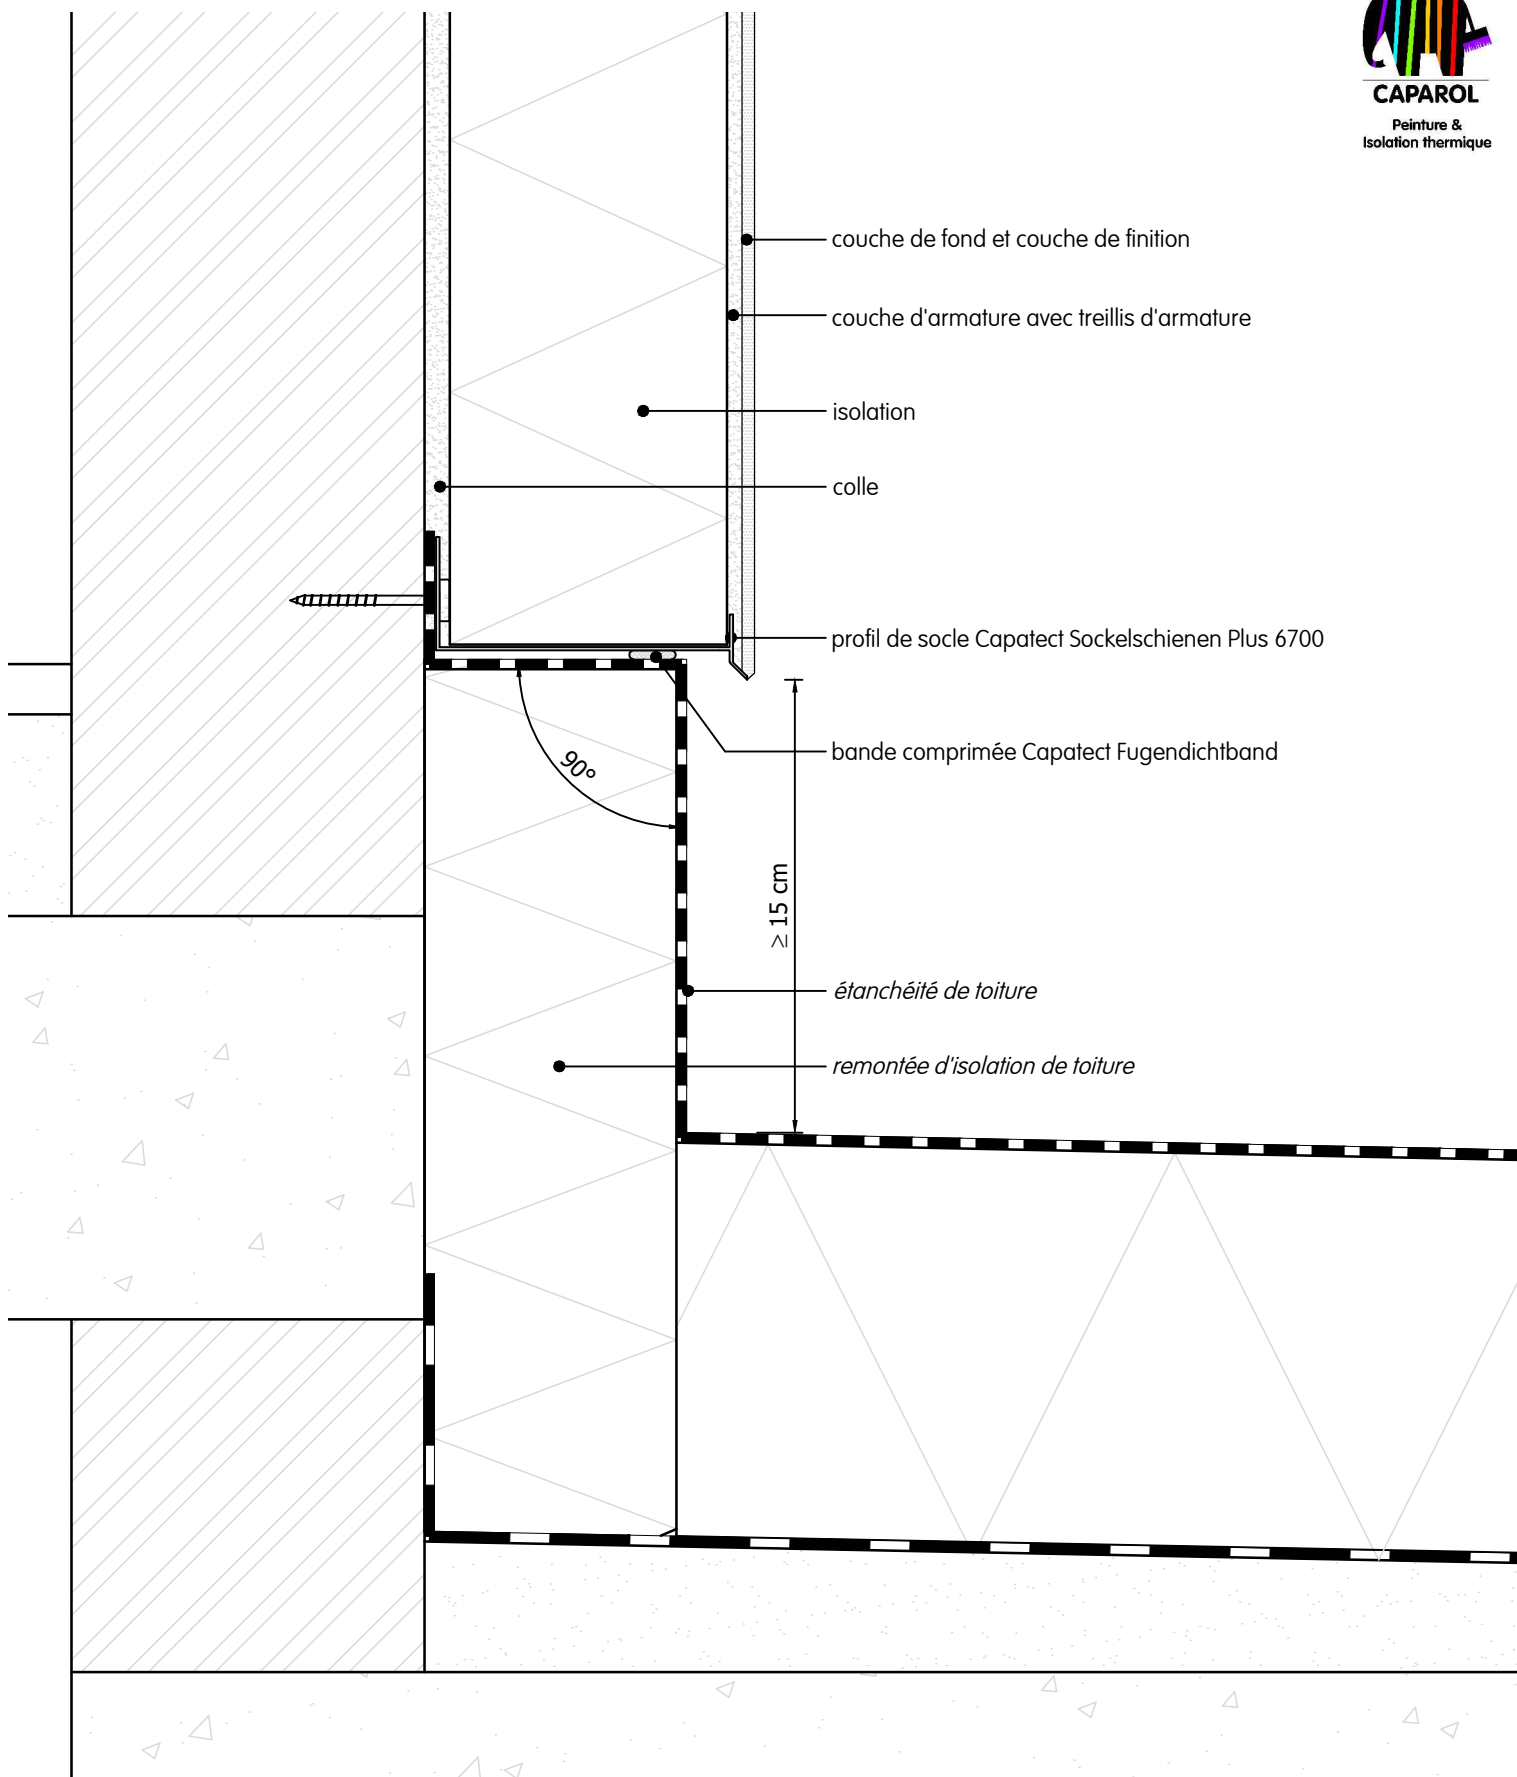 CAPAROL
Peinture &
Isolation thermique
couche de fond et couche de finition
couche d'armature avec treillis d'armature
isolation
colle
profil de socle Capatect Sockelschienen Plus 6700
bande comprimée Capatect Fugendichtband
90°
≥ 15 cm
étanchéité de toiture
remontée d'isolation de toiture